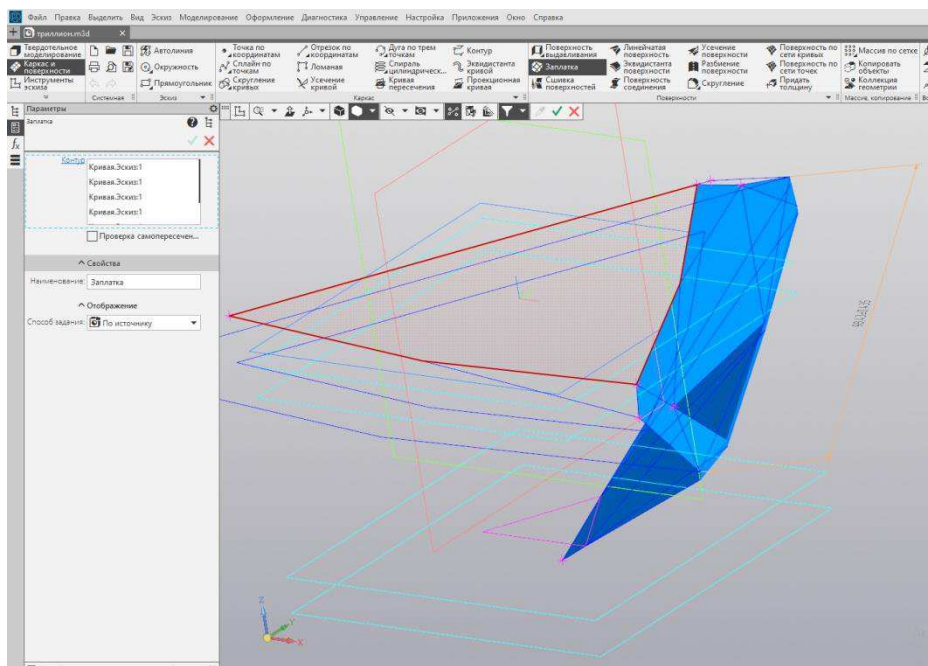 Файл Правка Выделить Вид Эскиз Моделирование Оформление Диагностика Управление Настройка Приложения Окно Справка
триллион.m3d
Твердотельное моделирование
Каркас и поверхности
Инструменты эскиза
Системная
Автолиния
Окружность
Прямоугольник
Эскиз
Точка по координатам
Сплайн по точкам
Скругление кривых
Отрезок по координатам
Ломаная
Усечение кривой
Дуга по трем точкам
Спираль цилиндрическ...
Кривая пересечения
Контур
Эквидистанта кривой
Проекционная кривая
Каркас
Поверхность выдавливания
Заплатка
Сшивка поверхностей
Линейчатая поверхность
Эквидистанта поверхности
Поверхность соединения
Усечение поверхности
Разбиение поверхности
Скругление
Поверхность по сети кривых
Поверхность по сети точек
Придать толщину
Поверхности
Массив по сетке
Копировать объекты
Коллекция геометрии
Массив, копирование
Параметры
Заплатка
Контур
Кривая.Эскиз:1
Кривая.Эскиз:1
Кривая.Эскиз:1
Кривая.Эскиз:1
Проверка самопересечен...
Свойства
Наименование: Заплатка
Отображение
Способ задания: По источнику
Z
Y
X